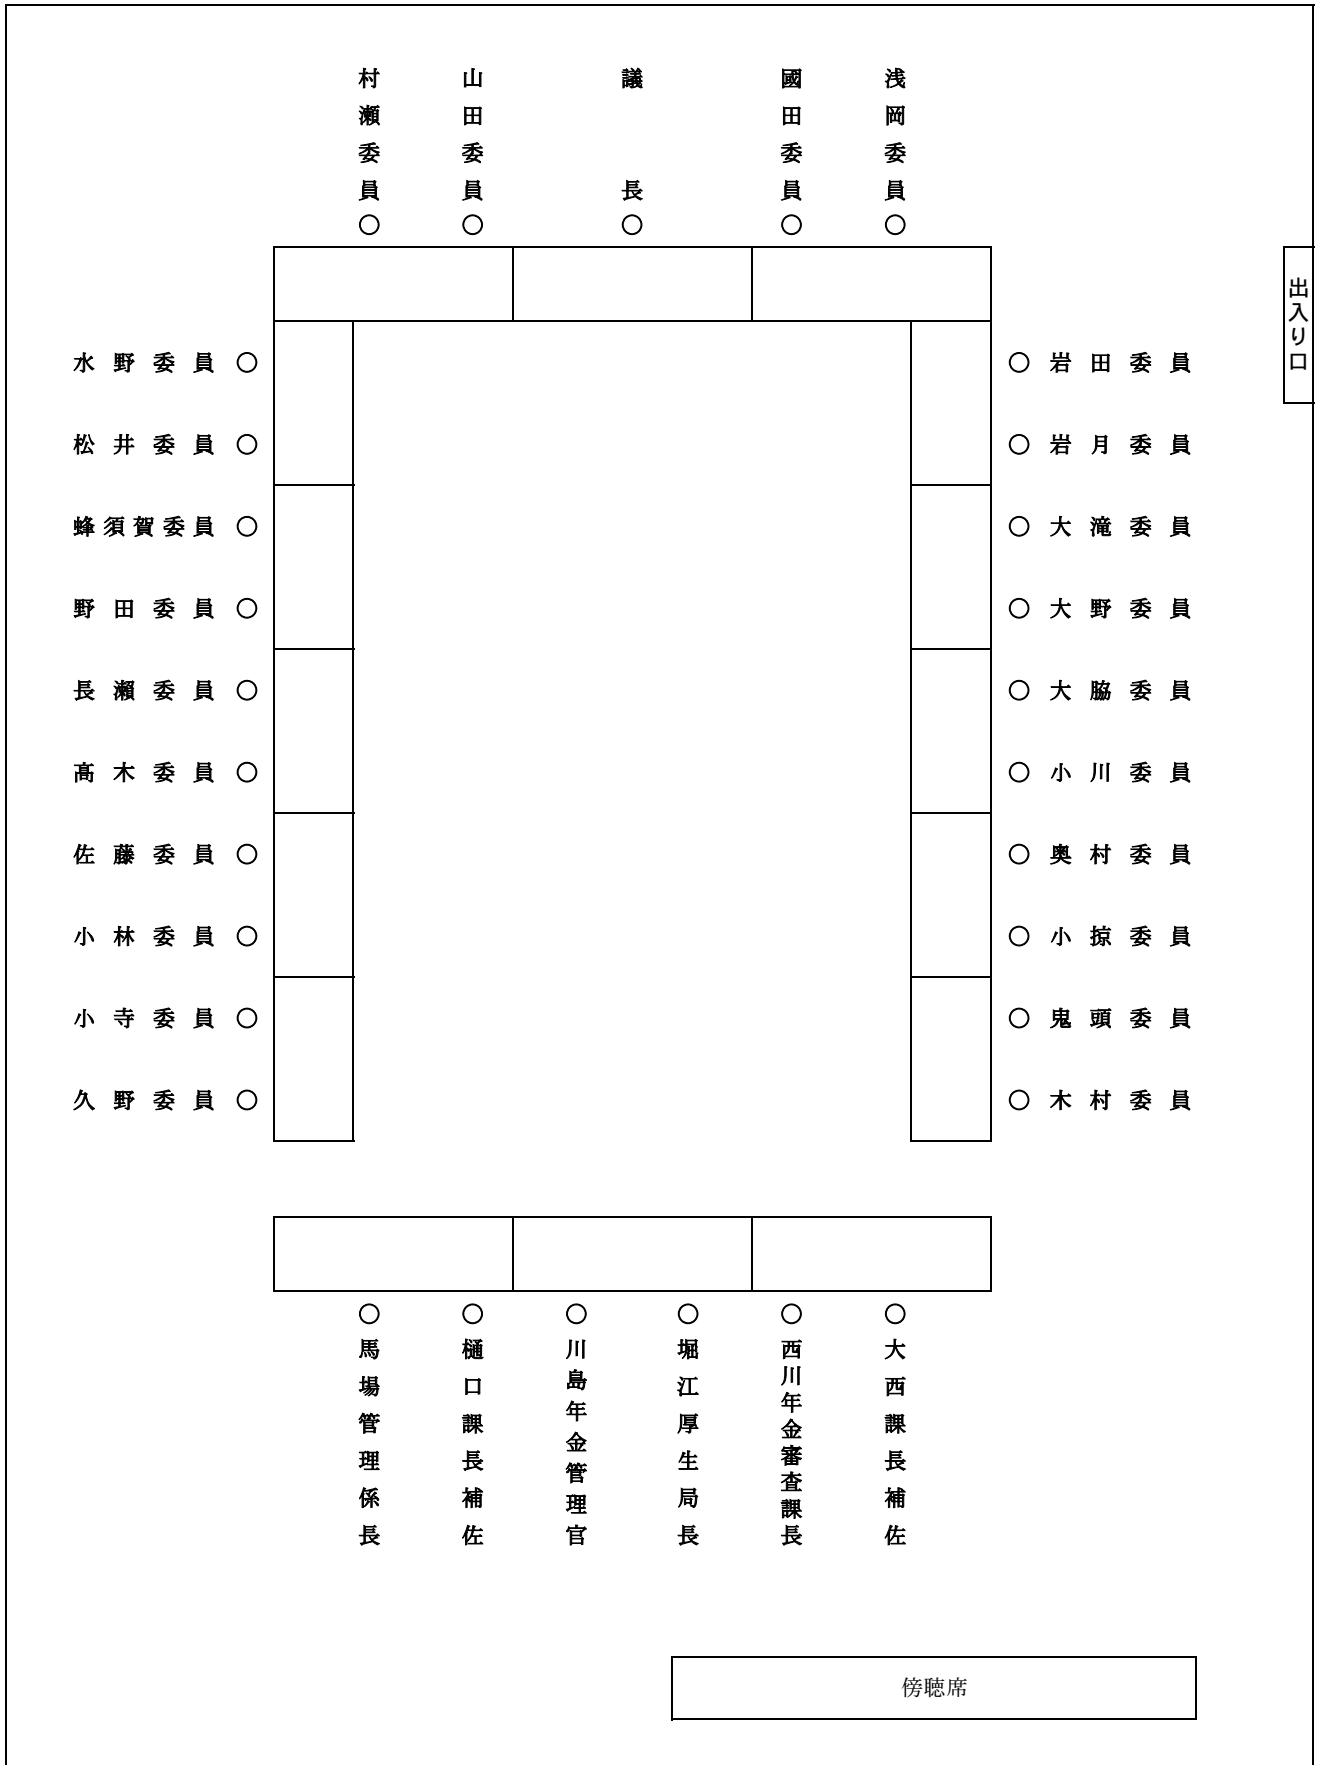 村瀬委員○
山田委員○
議長○
國田委員○
浅岡委員○
出入り口
水野委員○
○岩田委員
松井委員○
○岩月委員
蜂須賀委員○
○大滝委員
野田委員○
○大野委員
長瀬委員○
○大脇委員
髙木委員○
○小川委員
佐藤委員○
○奥村委員
小林委員○
○小掠委員
小寺委員○
○鬼頭委員
久野委員○
○木村委員
○馬場管理係長
○樋口課長補佐
○川島年金管理官
○堀江厚生局長
○西川年金審査課長
○大西課長補佐
傍聴席